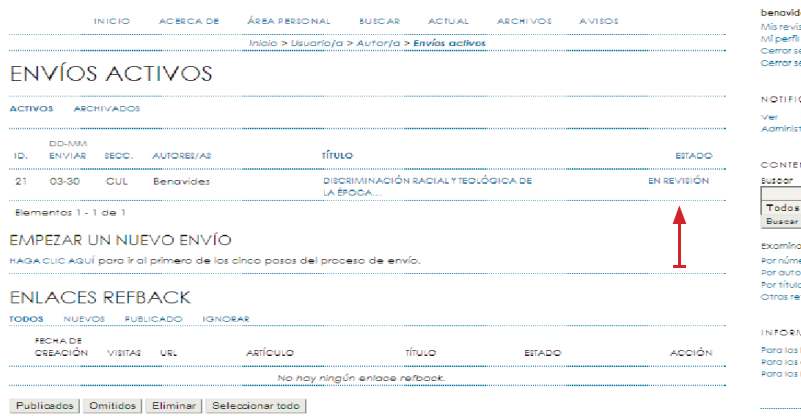 INICIO ACERCA DE ÁREA PERSONAL BUSCAR ACTUAL ARCHIVOS AVISOS
Inicio > Usuario/a > Autor/a > Envíos activos
ENVÍOS ACTIVOS
ACTIVOS ARCHIVADOS
DD-MM
ID. ENVIAR SECC. AUTORES/AS TÍTULO ESTADO
21 03-30 CUL Benavides DISCRIMINACIÓN RACIAL Y TEOLÓGICA DE EN REVISIÓN
LA ÉPOCA...
Elementos 1 - 1 de 1
EMPEZAR UN NUEVO ENVÍO
HAGA CLIC AQUÍ para ir al primero de los cinco pasos del proceso de envío.
ENLACES REFBACK
TODOS NUEVOS PUBLICADO IGNORAR
FECHA DE
CREACIÓN VISITAS URL ARTÍCULO TÍTULO ESTADO ACCIÓN
No hay ningún enlace refback.
Publicados Omitidos Eliminar Seleccionar todo
benavid
Mis revis
Mi perfil
Cerrar se
Cerrar se
NOTIFI
Ver
Administ
CONTE
Buscar
Todos
Buscar
Examina
Por núme
Por auto
Por título
Otras re
INFORM
Para los
Para los
Para los